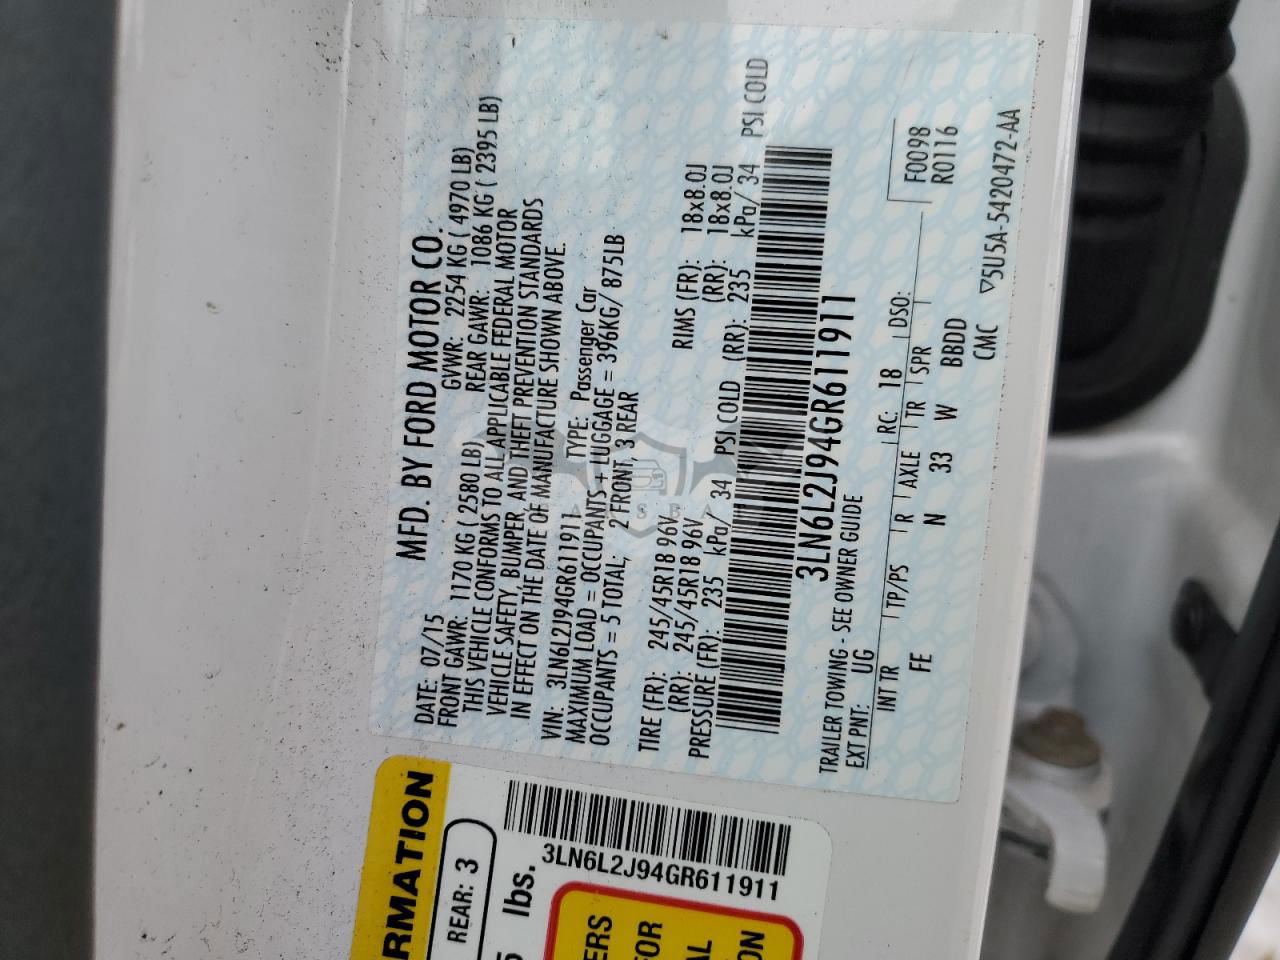 MFD. BY FORD MOTOR CO.
DATE: 07/15 GVWR: 2254 KG ( 4970 LB)
FRONT GAWR: 1170 KG ( 2580 LB) REAR GAWR: 1086 KG ( 2395 LB)
THIS VEHICLE CONFORMS TO ALL APPLICABLE FEDERAL MOTOR
VEHICLE SAFETY, BUMPER, AND THEFT PREVENTION STANDARDS
IN EFFECT ON THE DATE OF MANUFACTURE SHOWN ABOVE.
VIN: 3LN6L2J94GR611911 TYPE: Passenger Car
MAXIMUM LOAD = OCCUPANTS + LUGGAGE = 396KG/ 875LB
OCCUPANTS = 5 TOTAL, 2 FRONT, 3 REAR
TIRE (FR): 245/45R18 96V RIMS (FR): 18x8.0J
(RR): 245/45R18 96V (RR): 18x8.0J
PRESSURE (FR): 235 kPa/ 34 PSI COLD (RR): 235 kPa/ 34 PSI COLD
3LN6L2J94GR611911
TRAILER TOWING - SEE OWNER GUIDE
EXT PNT: UG RC: 18 DSO:
INT TR TP/PS R AXLE TR SPR
FE N 33 W BBDD
F0098
R0116
CMC ▽5U5A-5420472-AA
RMATION
REAR: 3
lbs.
3LN6L2J94GR611911
ERS
FOR
AL
ON